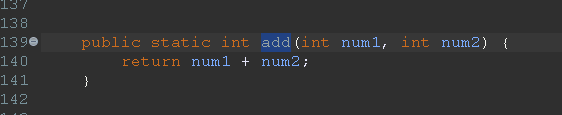 137
138
139 public static int add(int num1, int num2) {
140 return num1 + num2;
141 }
142